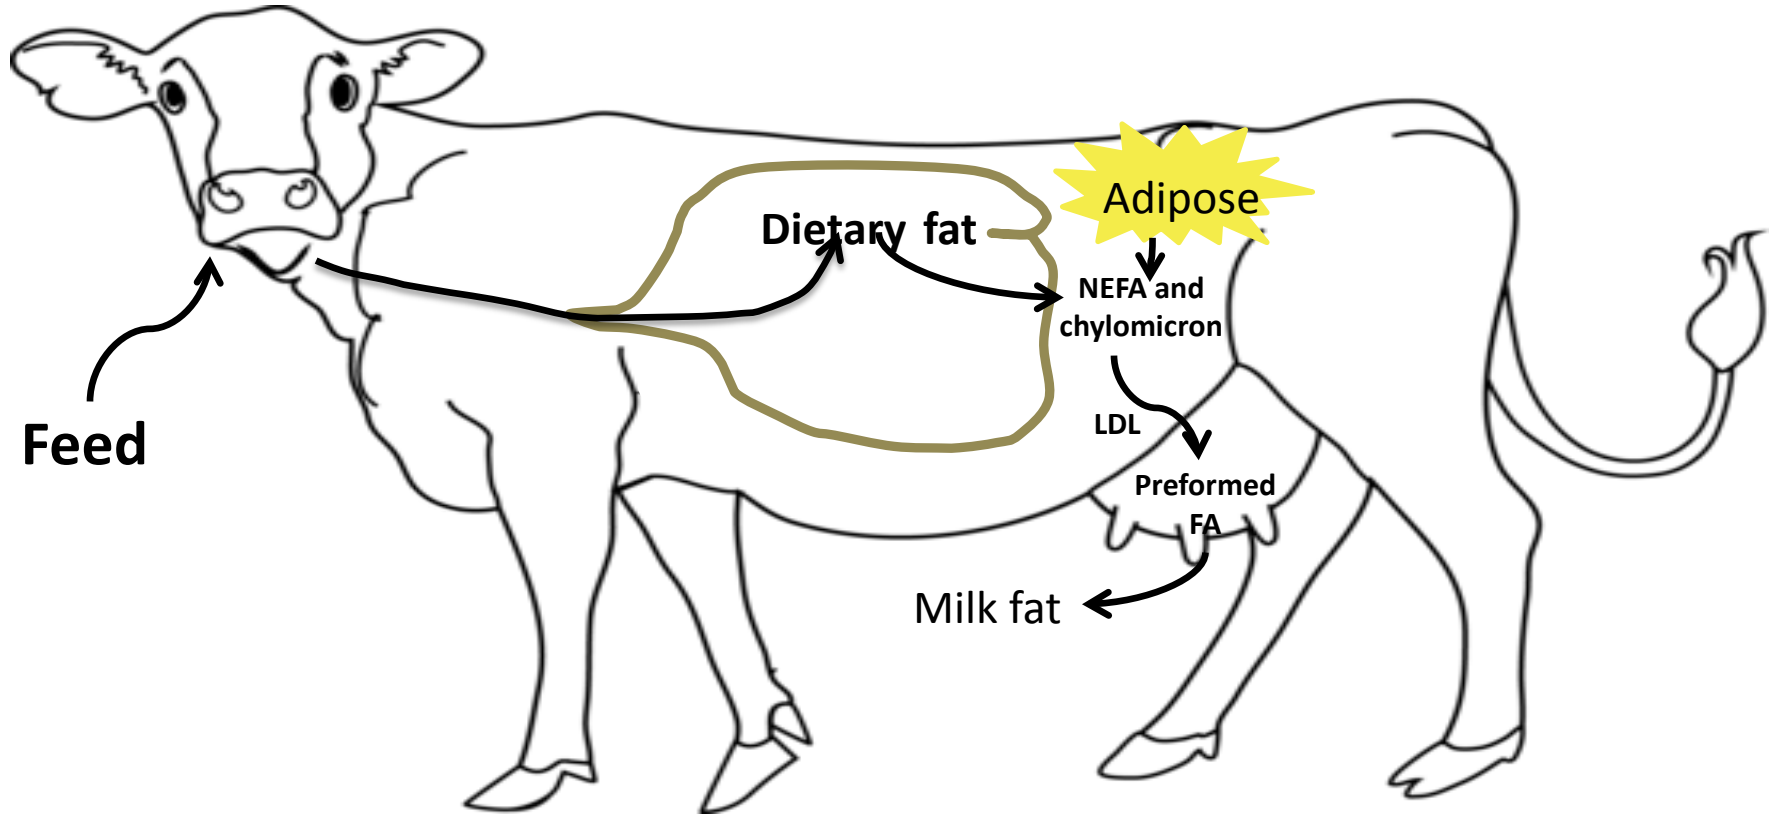 Adipose
Dietary fat
NEFA and
chylomicron
LDL
Feed
Preformed
FA
Milk fat